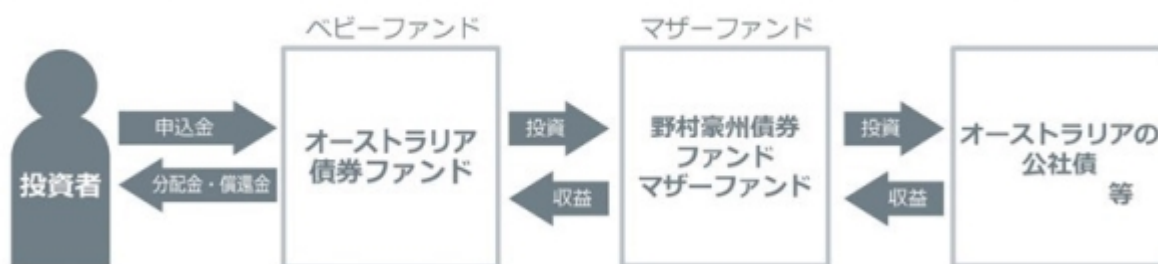 ベビーファンド
マザーファンド
投資者
申込金
分配金・償還金
オーストラリア
債券ファンド
投資
収益
野村豪州債券
ファンド
マザーファンド
投資
収益
オーストラリアの
公社債
等